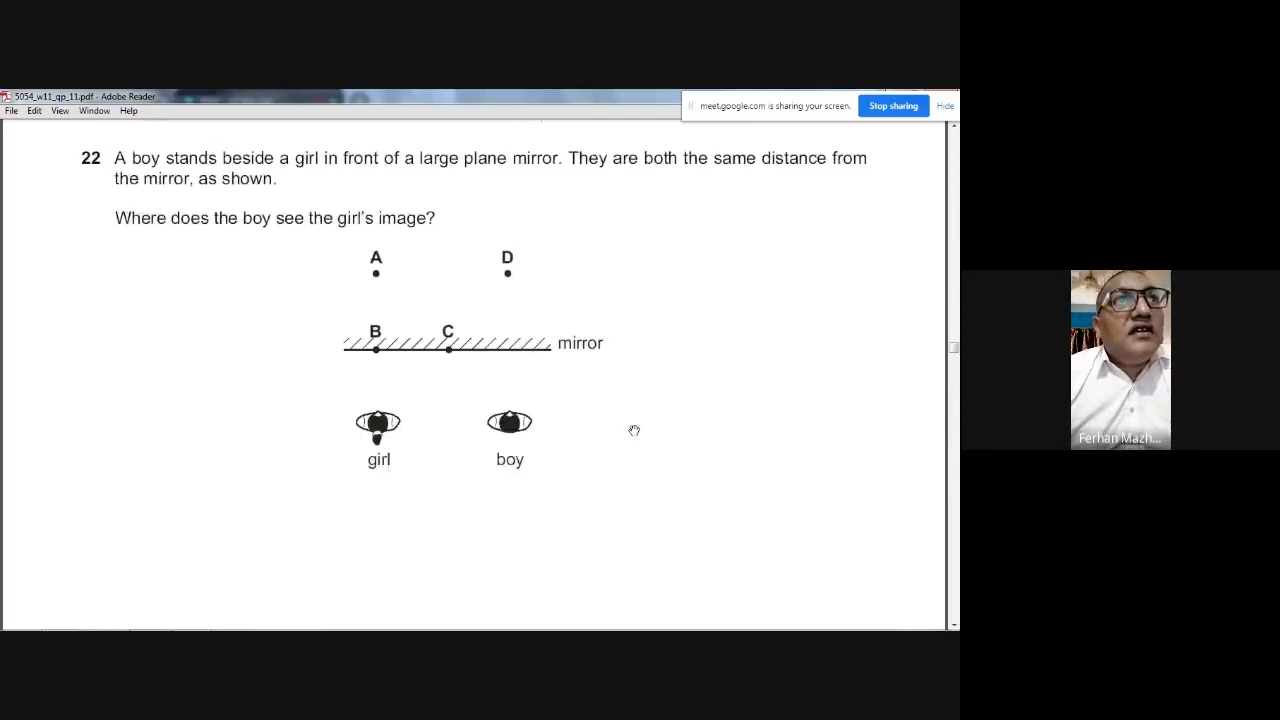 5054_w11_qp_11.pdf - Adobe Reader
File Edit View Window Help
meet.google.com is sharing your screen. Stop sharing Hide
22 A boy stands beside a girl in front of a large plane mirror. They are both the same distance from
the mirror, as shown.
Where does the boy see the girl's image?
A D
B C
mirror
girl boy
Ferhan Mazh...